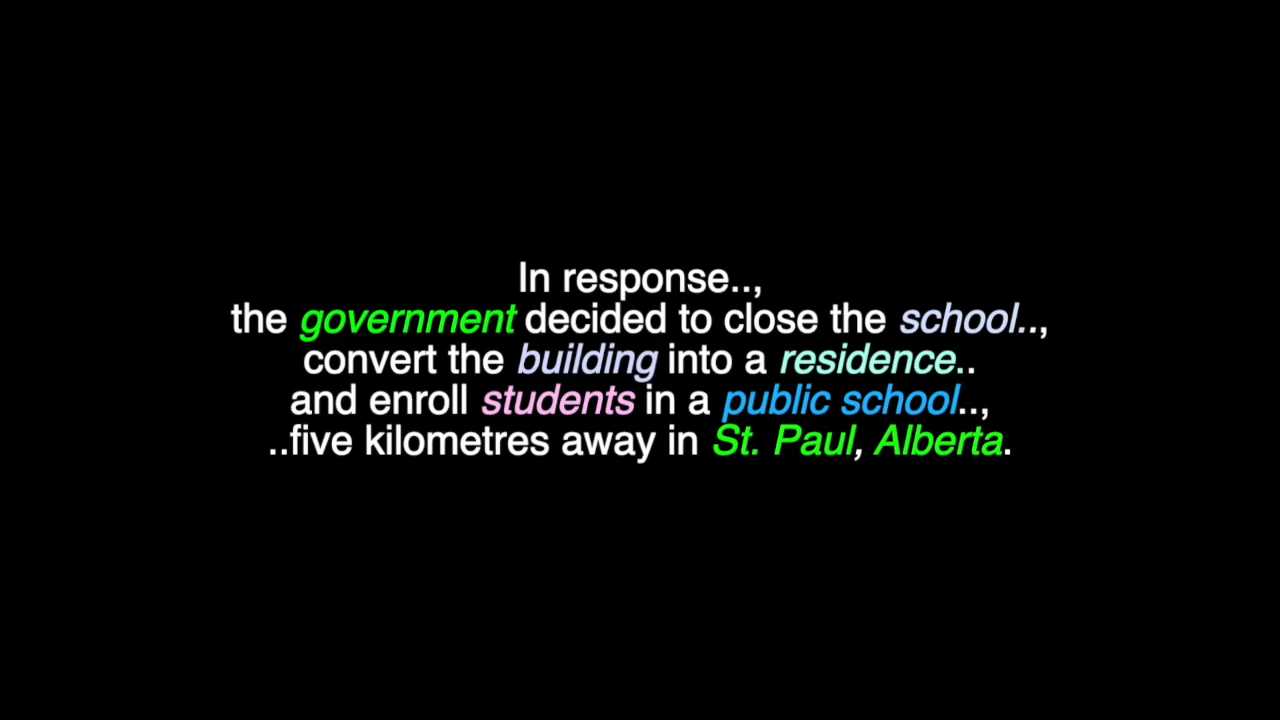 In response..,
the government decided to close the school..,
convert the building into a residence..
and enroll students in a public school..,
..five kilometres away in St. Paul, Alberta.